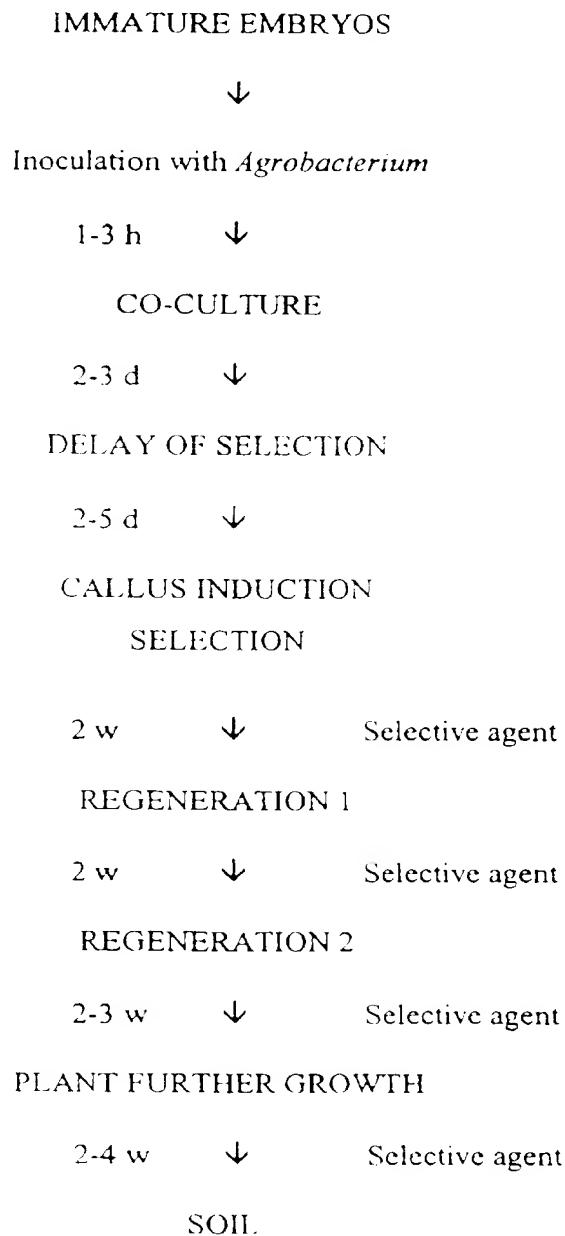 IMMATURE EMBRYOS
↓
Inoculation with Agrobacterium
1-3 h ↓
CO-CULTURE
2-3 d ↓
DELAY OF SELECTION
2-5 d ↓
CALLUS INDUCTION
SELECTION
2 w ↓ Selective agent
REGENERATION 1
2 w ↓ Selective agent
REGENERATION 2
2-3 w ↓ Selective agent
PLANT FURTHER GROWTH
2-4 w ↓ Selective agent
SOIL